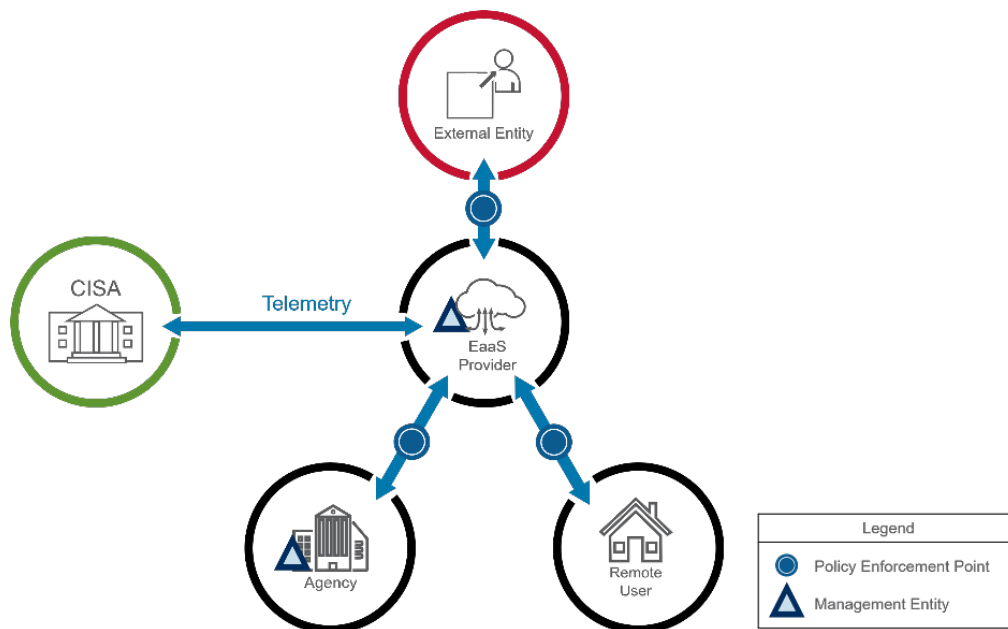 External Entity
CISA
Telemetry
EaaS
Provider
Agency
Remote
User
Legend
Policy Enforcement Point
Management Entity